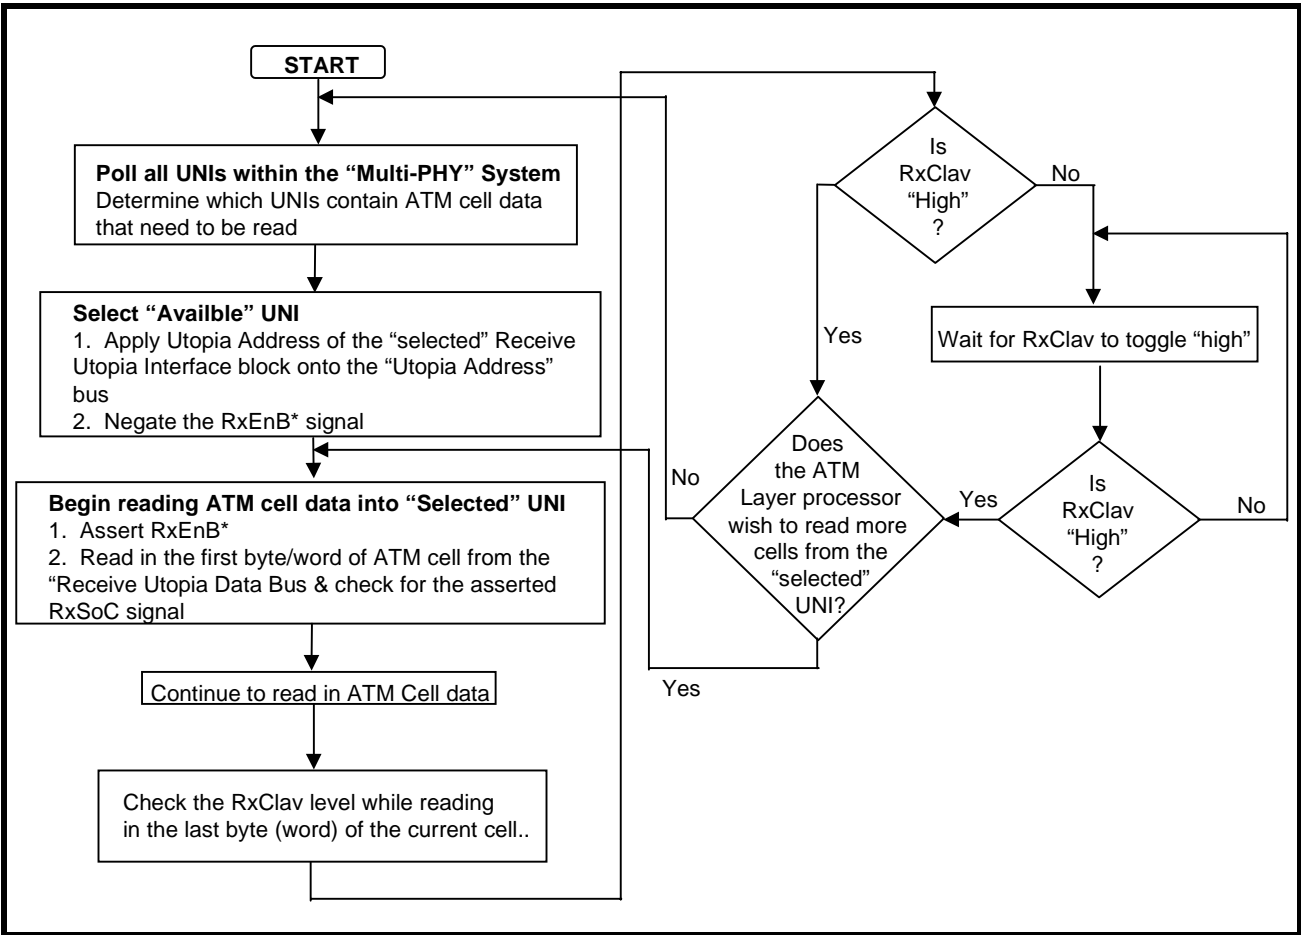 START
Poll all UNIs within the “Multi-PHY” System
Determine which UNIs contain ATM cell data
that need to be read
Select “Availble” UNI
1. Apply Utopia Address of the “selected” Receive
Utopia Interface block onto the “Utopia Address”
bus
2. Negate the RxEnB* signal
Begin reading ATM cell data into “Selected” UNI
1. Assert RxEnB*
2. Read in the first byte/word of ATM cell from the
“Receive Utopia Data Bus & check for the asserted
RxSoC signal
Continue to read in ATM Cell data
Check the RxClav level while reading
in the last byte (word) of the current cell..
Is
RxClav
“High”
?
No
Yes
Wait for RxClav to toggle “high”
Is
RxClav
“High”
?
No
Yes
Does
the ATM
Layer processor
wish to read more
cells from the
“selected”
UNI?
No
Yes